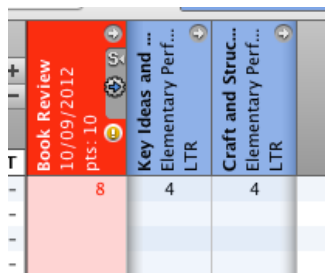 Book Review
10/09/2012
pts: 10
Key Ideas and ...
Elementary Perf...
LTR
Craft and Struc...
Elementary Perf...
LTR
T
- 8 4 4
-
-
-